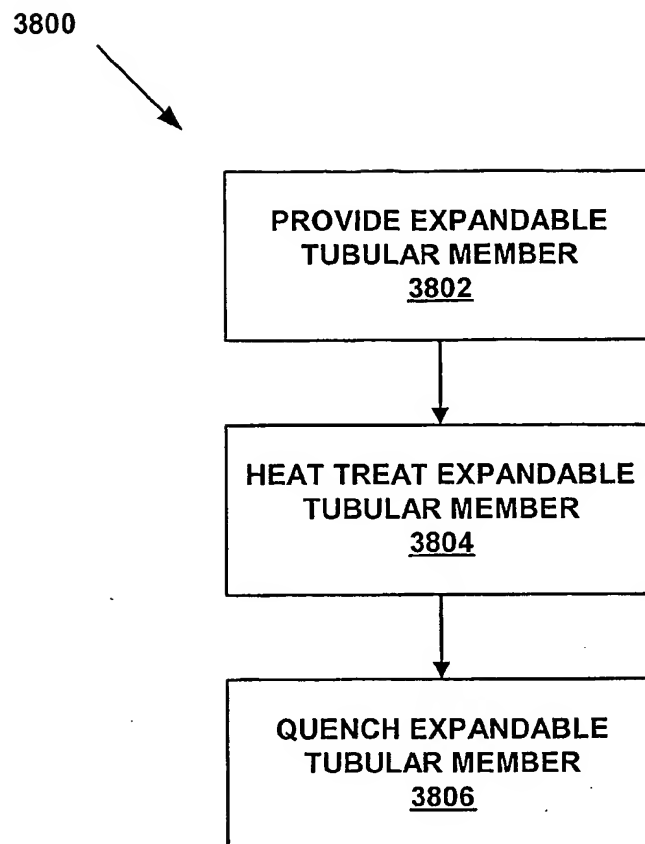 3800
PROVIDE EXPANDABLE
TUBULAR MEMBER
3802
HEAT TREAT EXPANDABLE
TUBULAR MEMBER
3804
QUENCH EXPANDABLE
TUBULAR MEMBER
3806